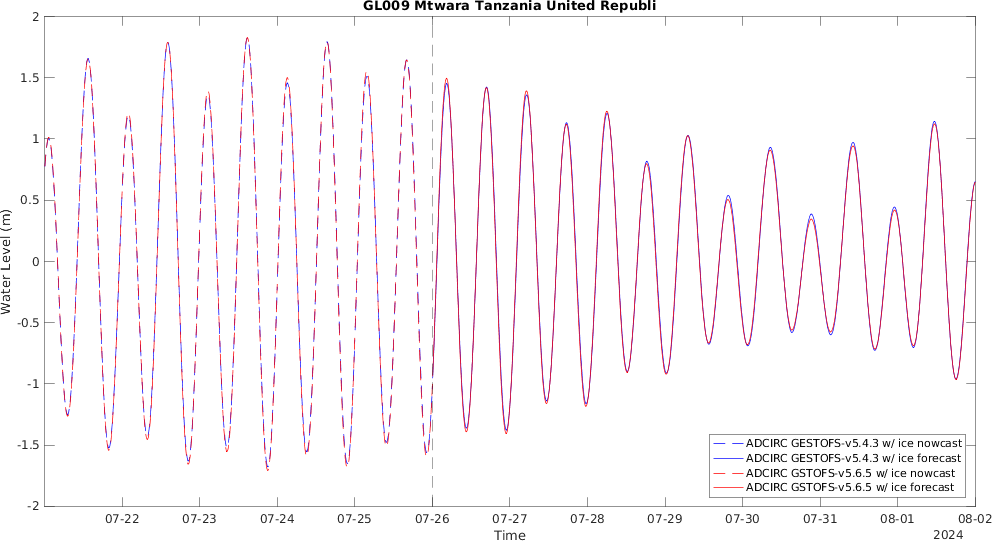 GL009 Mtwara Tanzania United Republi
2
1.5
1
0.5
0
-0.5
-1
-1.5
-2
Water Level (m)
ADCIRC GESTOFS-v5.4.3 w/ ice nowcast
ADCIRC GESTOFS-v5.4.3 w/ ice forecast
ADCIRC GSTOFS-v5.6.5 w/ ice nowcast
ADCIRC GSTOFS-v5.6.5 w/ ice forecast
07-22 07-23 07-24 07-25 07-26 07-27 07-28 07-29 07-30 07-31 08-01 08-02
Time 2024